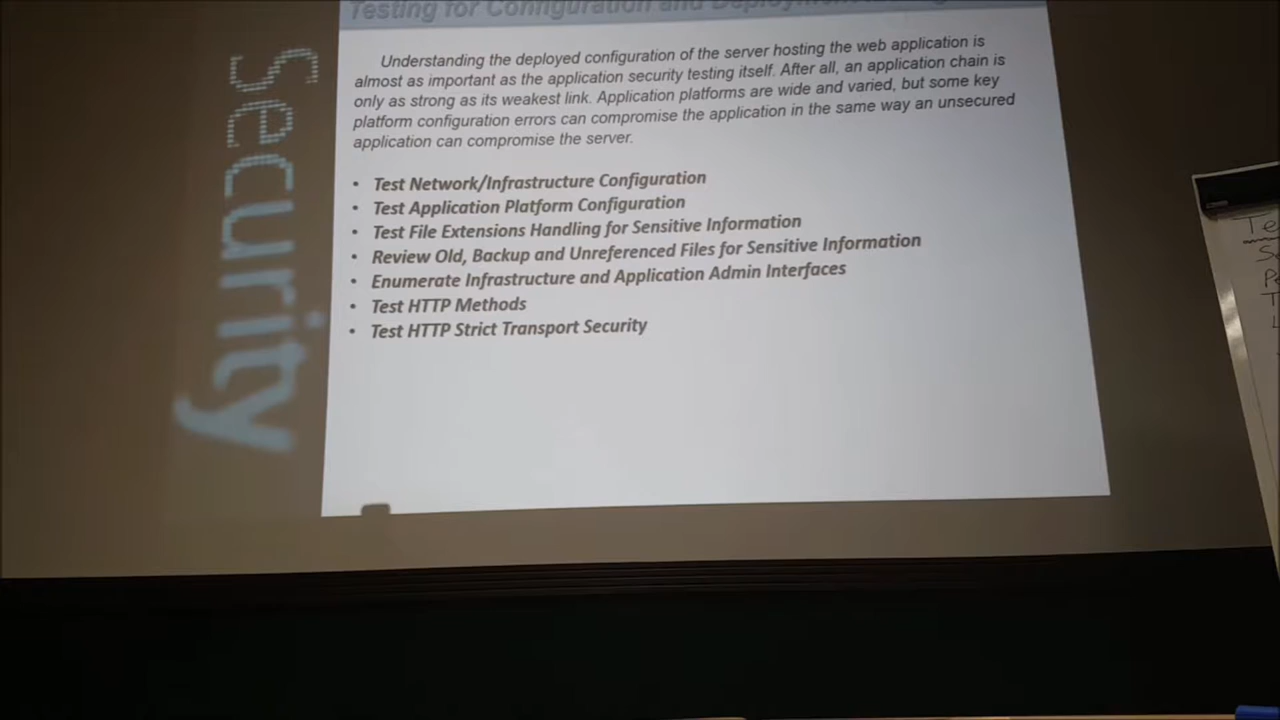 Testing for Configuration and Deployment
Understanding the deployed configuration of the server hosting the web application is
almost as important as the application security testing itself. After all, an application chain is
only as strong as its weakest link. Application platforms are wide and varied, but some key
platform configuration errors can compromise the application in the same way an unsecured
application can compromise the server.
• Test Network/Infrastructure Configuration
• Test Application Platform Configuration
• Test File Extensions Handling for Sensitive Information
• Review Old, Backup and Unreferenced Files for Sensitive Information
• Enumerate Infrastructure and Application Admin Interfaces
• Test HTTP Methods
• Test HTTP Strict Transport Security
Security